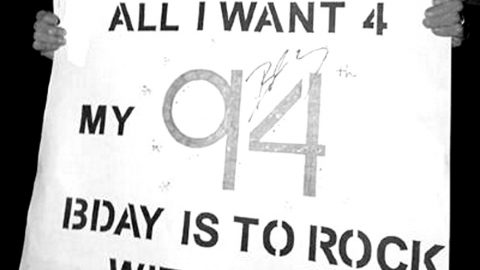 ALL I WANT 4
MY 94th
BDAY IS TO ROCK